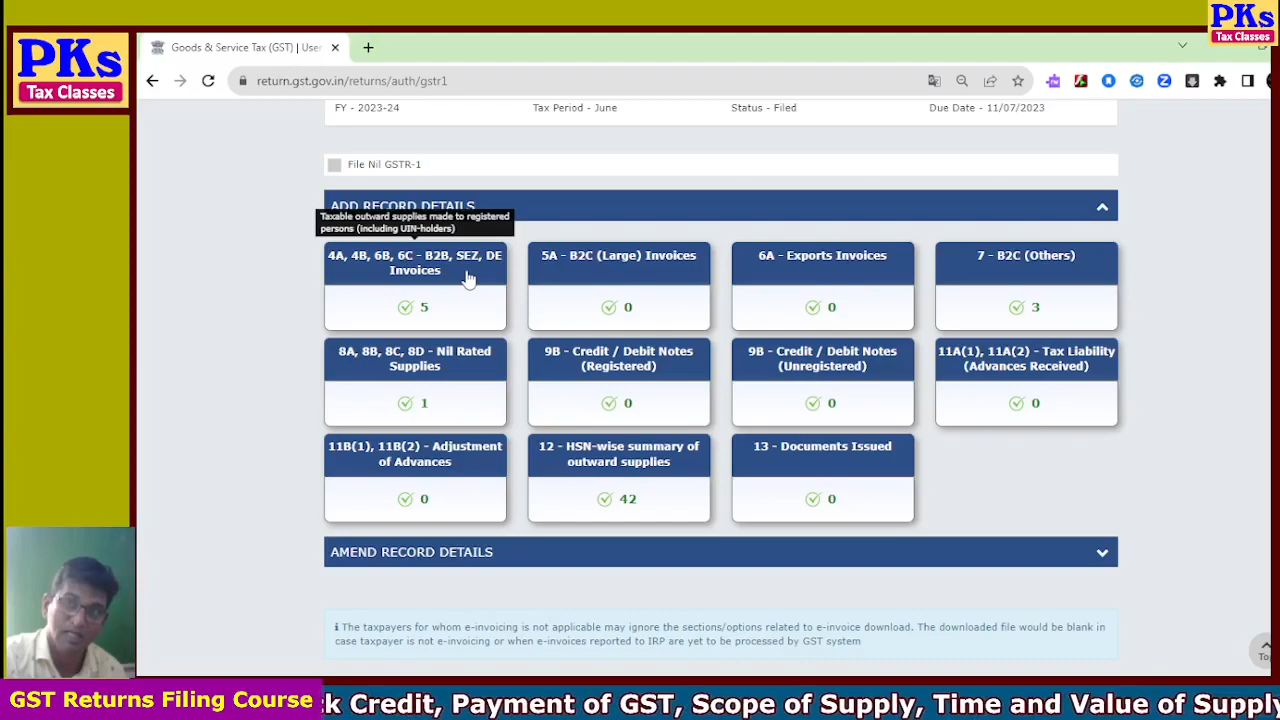 PKs
Tax Classes
PKs
Tax Classes
Goods & Service Tax (GST) | User
return.gst.gov.in/returns/auth/gstr1
FY - 2023-24 Tax Period - June Status - Filed Due Date - 11/07/2023
File Nil GSTR-1
ADD RECORD DETAILS
Taxable outward supplies made to registered
persons (including UIN-holders)
4A, 4B, 6B, 6C - B2B, SEZ, DE
Invoices
5
5A - B2C (Large) Invoices
0
6A - Exports Invoices
0
7 - B2C (Others)
3
8A, 8B, 8C, 8D - Nil Rated
Supplies
1
9B - Credit / Debit Notes
(Registered)
0
9B - Credit / Debit Notes
(Unregistered)
0
11A(1), 11A(2) - Tax Liability
(Advances Received)
0
11B(1), 11B(2) - Adjustment
of Advances
0
12 - HSN-wise summary of
outward supplies
42
13 - Documents Issued
0
AMEND RECORD DETAILS
The taxpayers for whom e-invoicing is not applicable may ignore the sections/options related to e-invoice download. The downloaded file would be blank in
case taxpayer is not e-invoicing or when e-invoices reported to IRP are yet to be processed by GST system
Top
GST Returns Filing Course
k Credit, Payment of GST, Scope of Supply, Time and Value of Supply